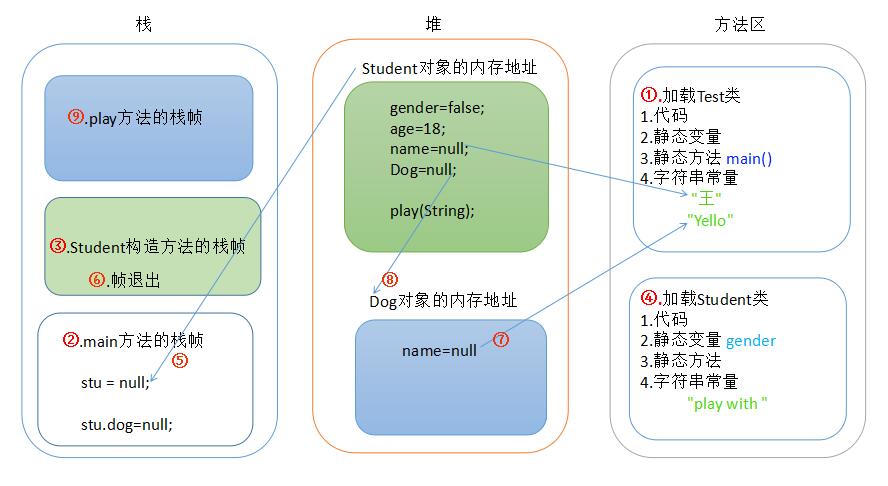 栈
⑨.play方法的栈帧
③.Student构造方法的栈帧
⑥.帧退出
②.main方法的栈帧
⑤
stu = null;
stu.dog=null;
堆
Student对象的内存地址
gender=false;
age=18;
name=null;
Dog=null;
play(String);
⑧
Dog对象的内存地址
name=null
⑦
方法区
①.加载Test类
1.代码
2.静态变量
3.静态方法 main()
4.字符串常量
"王"
"Yello"
④.加载Student类
1.代码
2.静态变量 gender
3.静态方法
4.字符串常量
"play with "